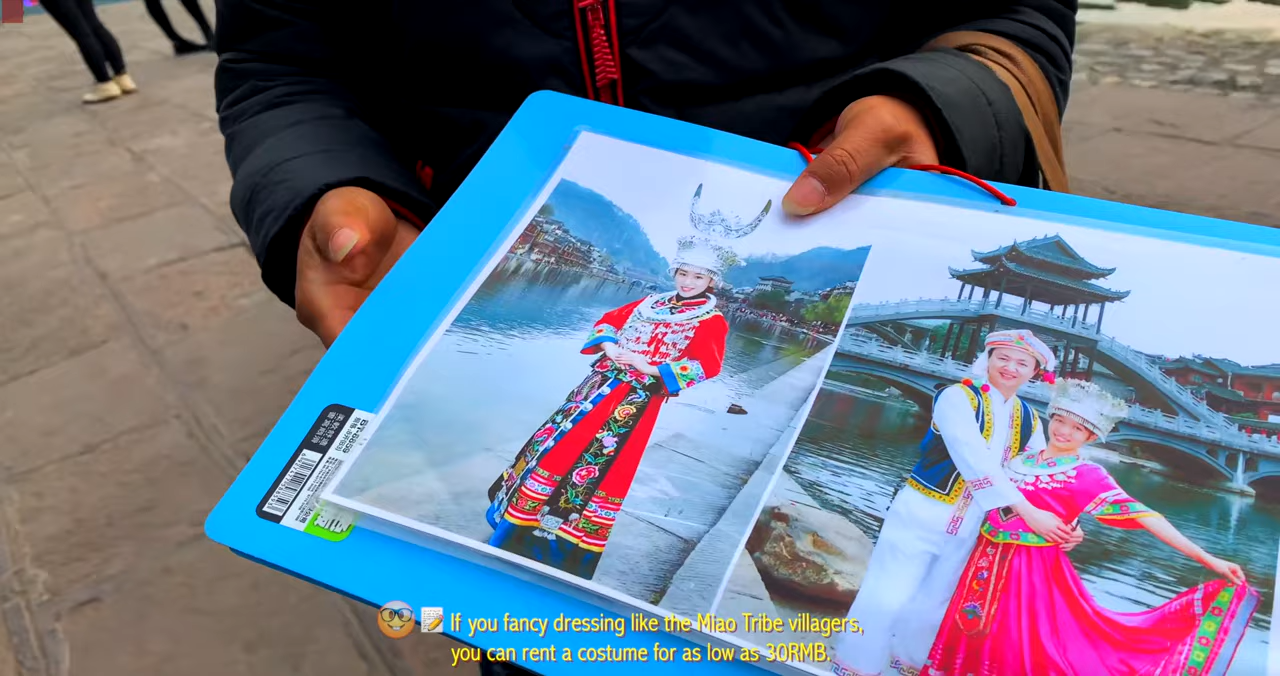 If you fancy dressing like the Miao Tribe villagers,
you can rent a costume for as low as 30RMB.